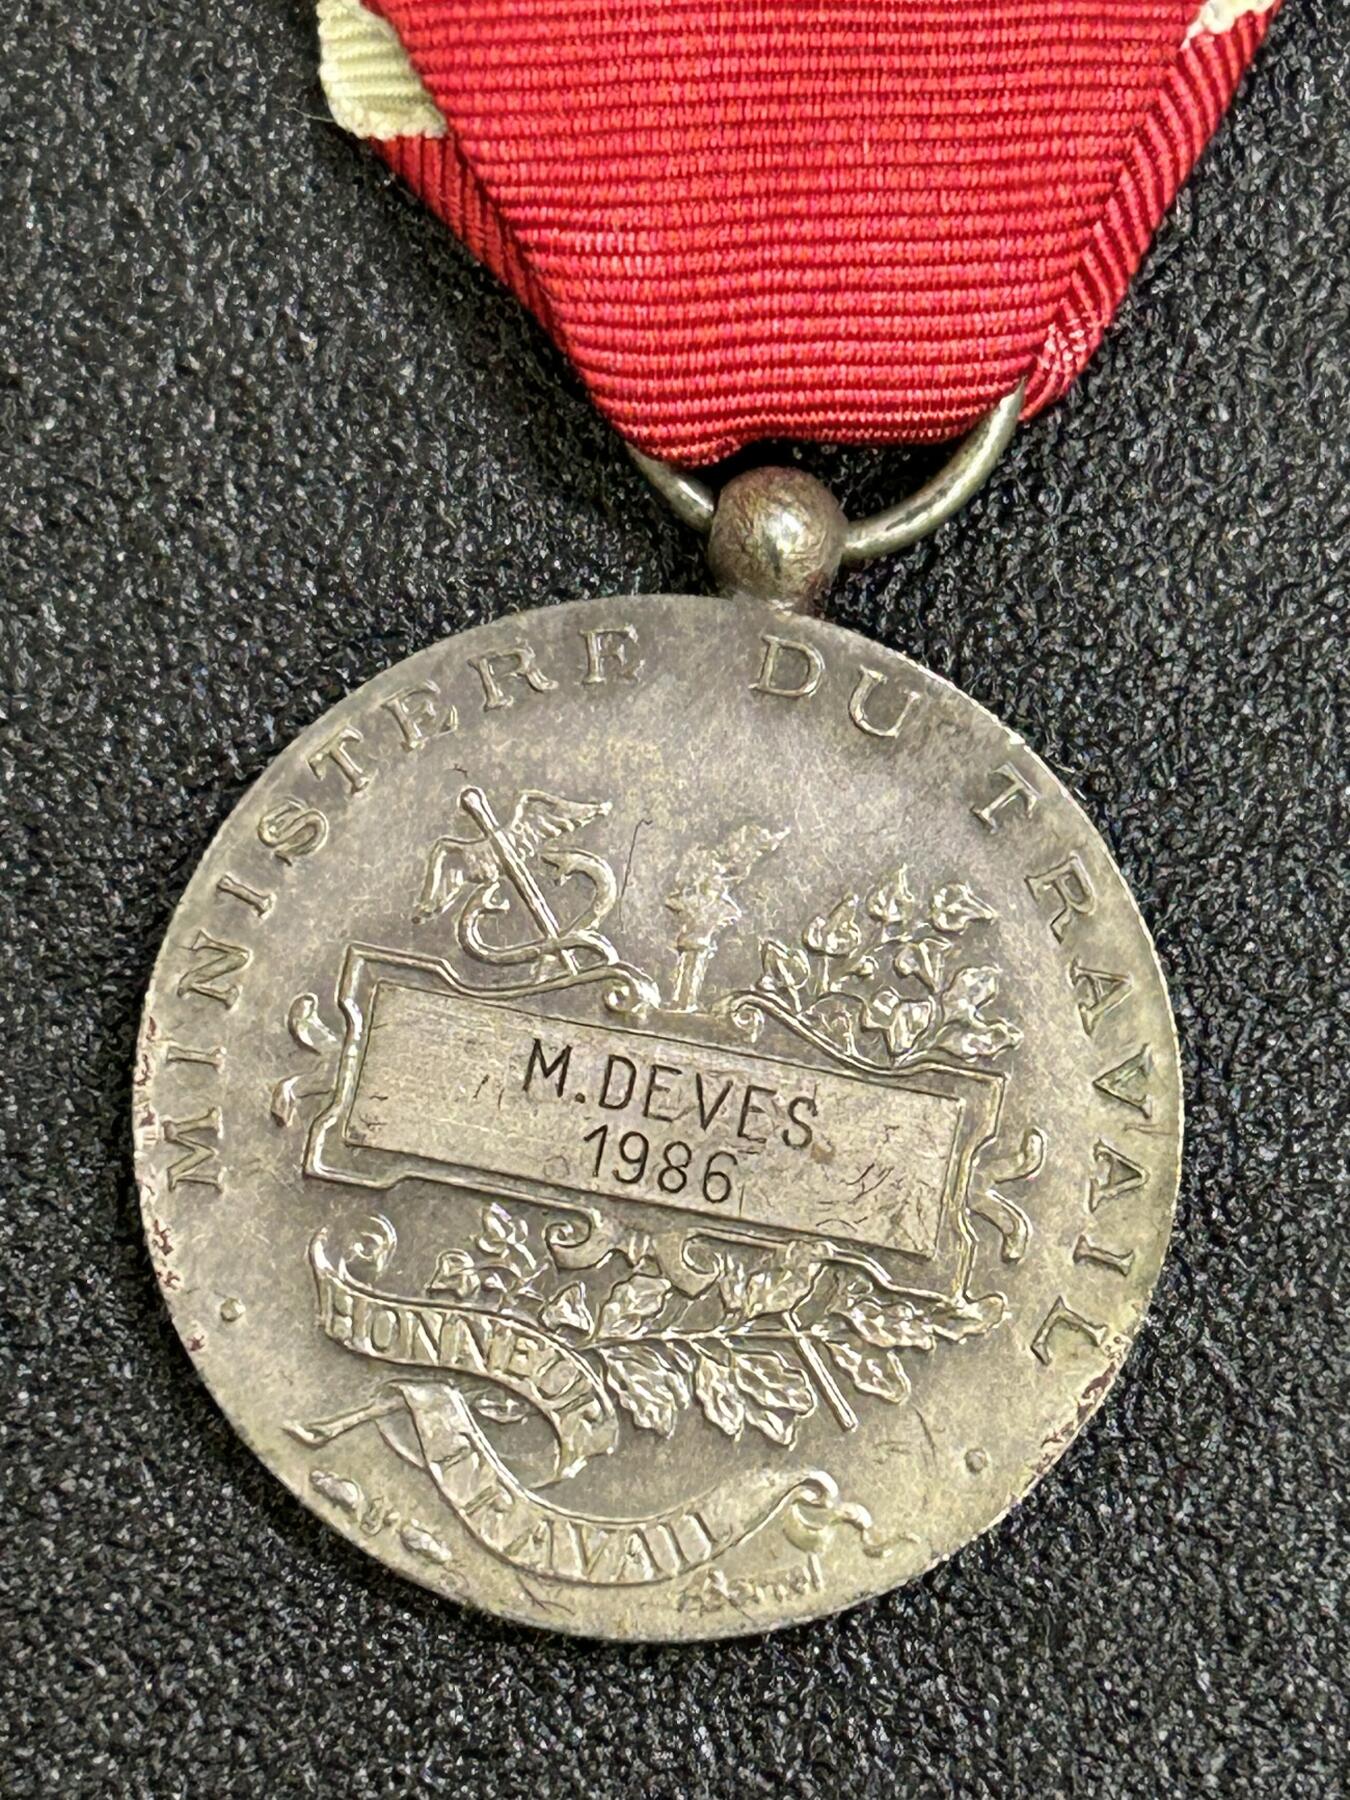 MINISTERE DU TRAVAIL
M. DEVES
1986
HONNEUR
TRAVAIL